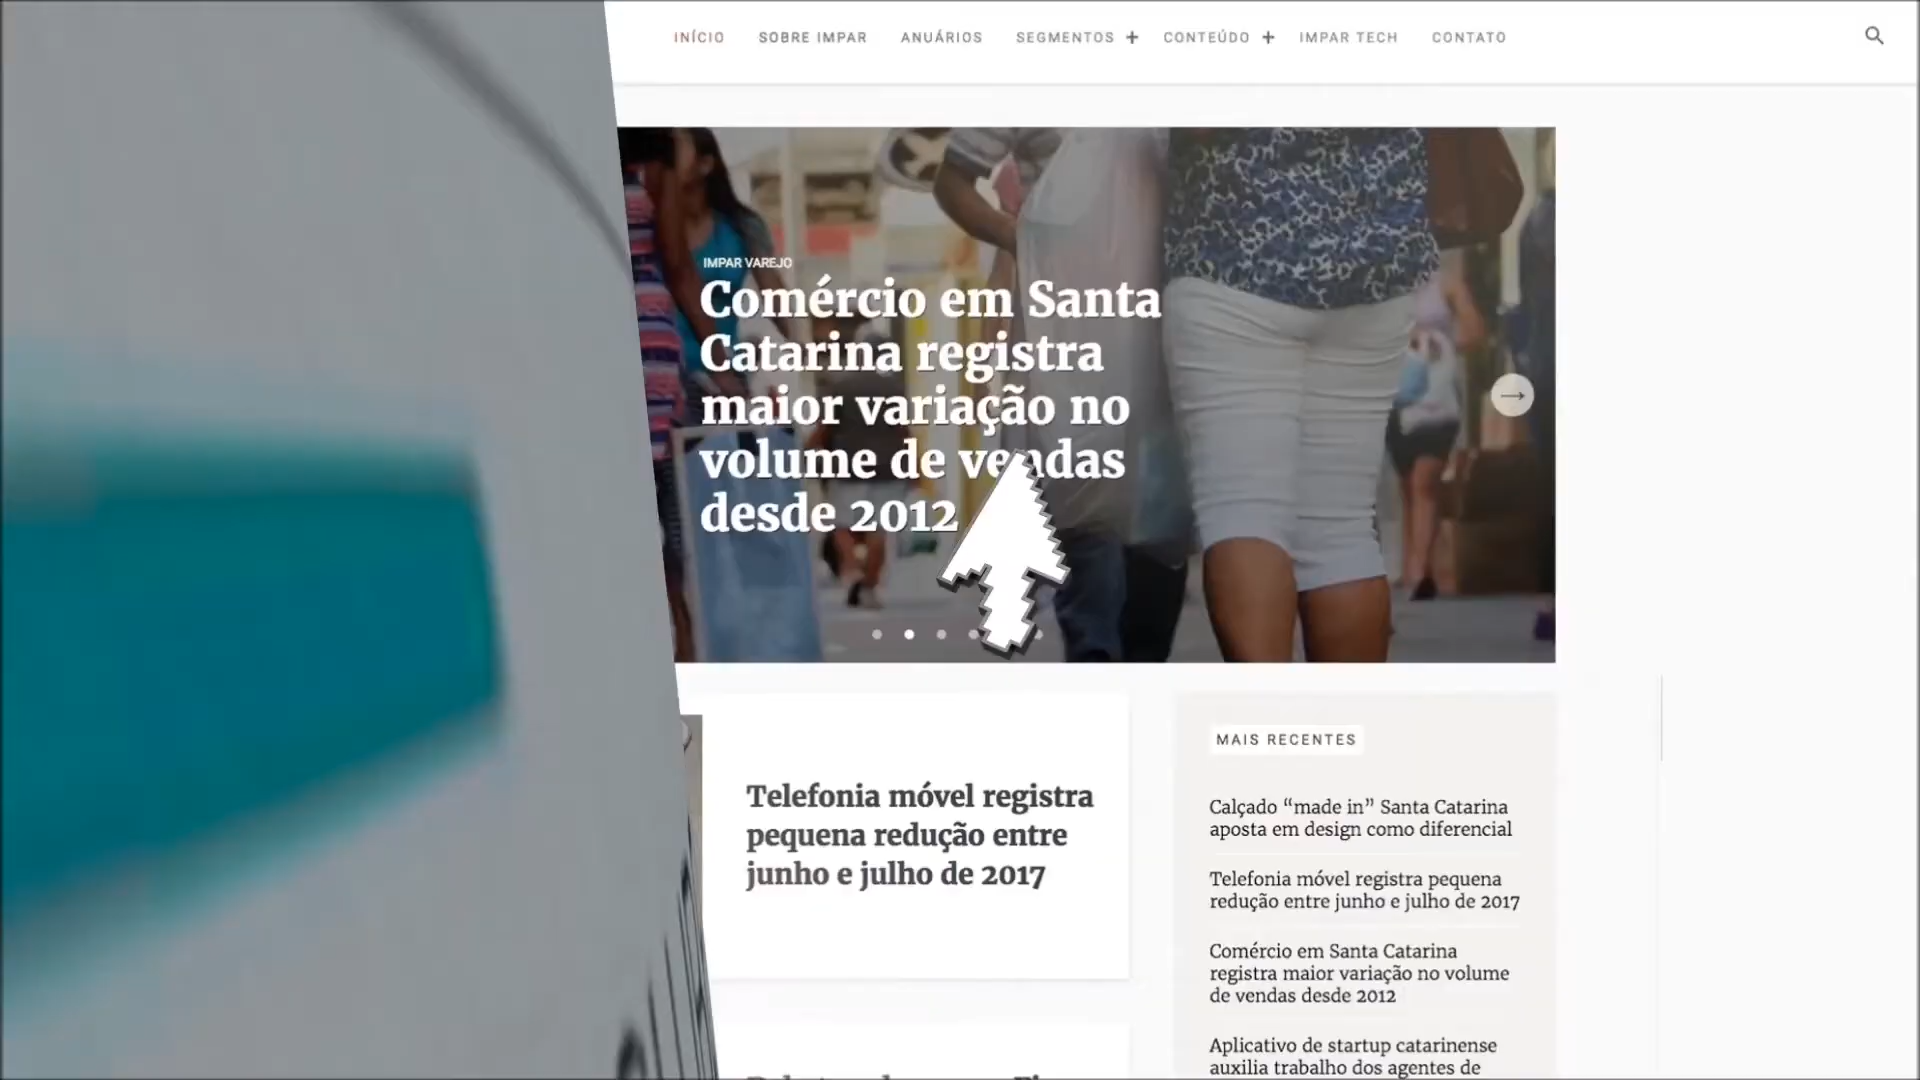 INÍCIO SOBRE IMPAR ANUÁRIOS SEGMENTOS + CONTEÚDO + IMPAR TECH CONTATO
IMPAR VAREJO
Comércio em Santa
Catarina registra
maior variação no
volume de vendas
desde 2012
Telefonia móvel registra
pequena redução entre
junho e julho de 2017
MAIS RECENTES
Calçado “made in” Santa Catarina
aposta em design como diferencial
Telefonia móvel registra pequena
redução entre junho e julho de 2017
Comércio em Santa Catarina
registra maior variação no volume
de vendas desde 2012
Aplicativo de startup catarinense
auxilia trabalho dos agentes de